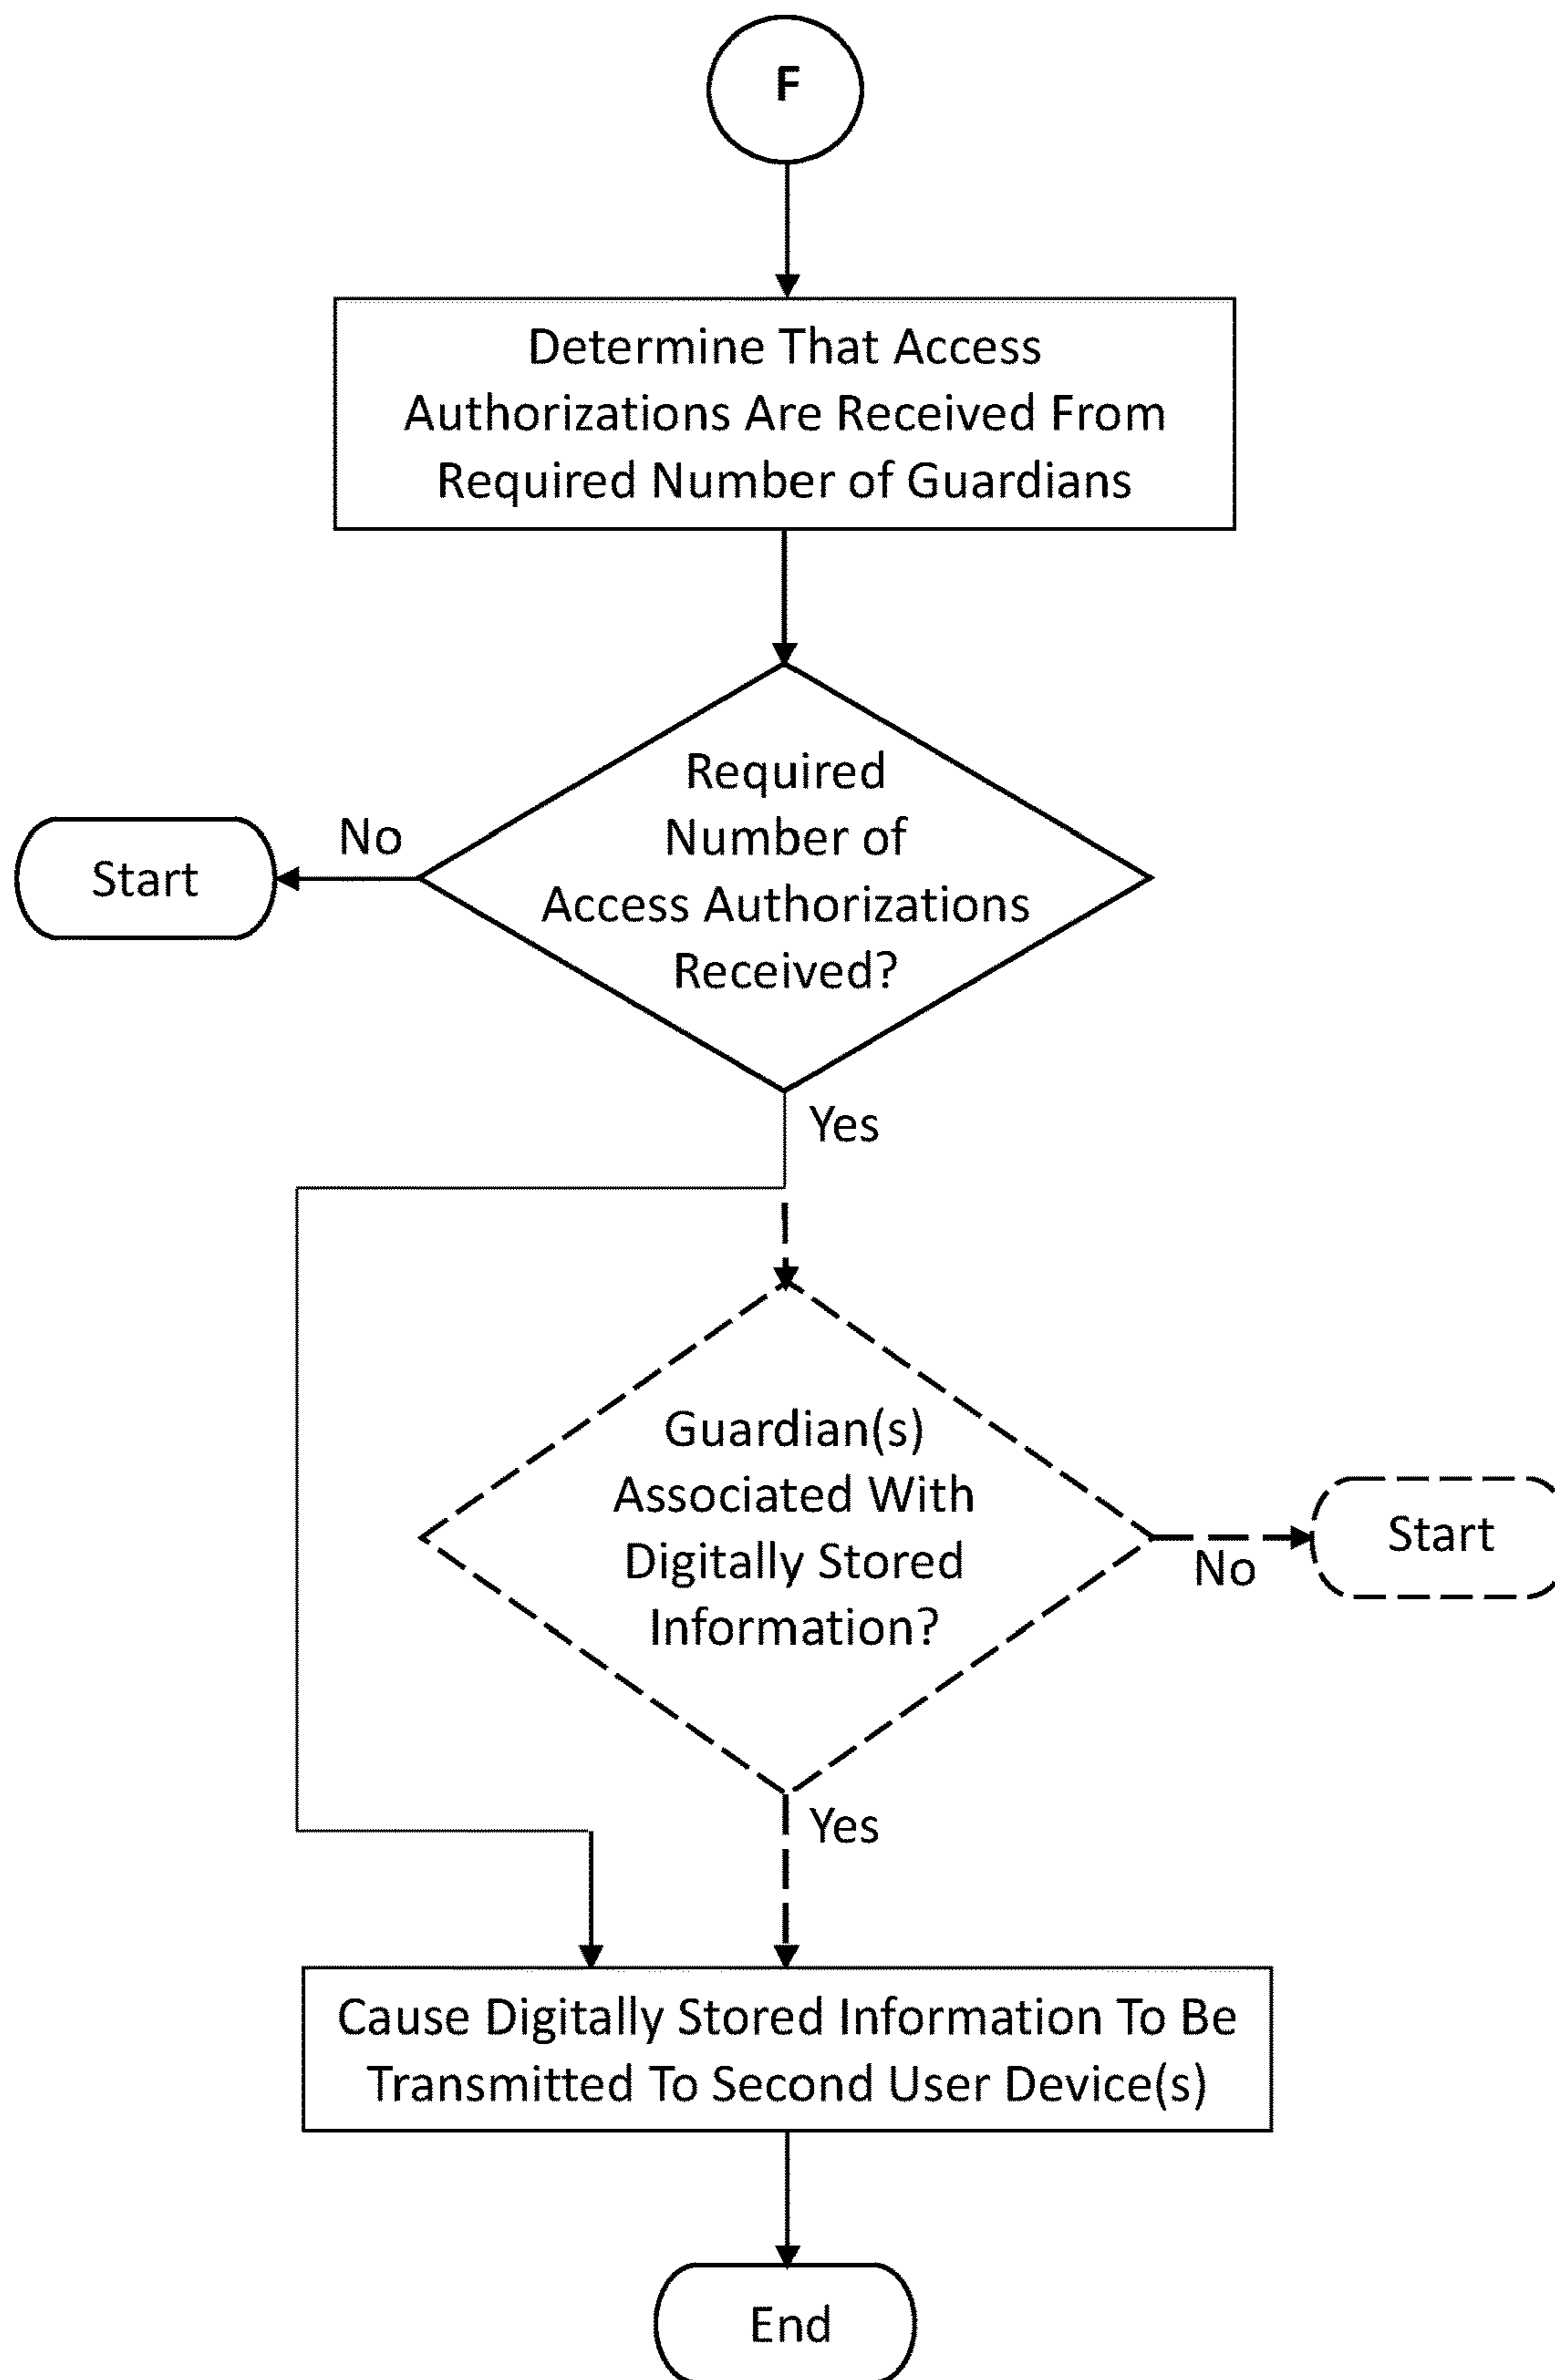 F
Determine That Access
Authorizations Are Received From
Required Number of Guardians
Required
Number of
Access Authorizations
Received?
No
Start
Yes
Guardian(s)
Associated With
Digitally Stored
Information?
No
Start
Yes
Cause Digitally Stored Information To Be
Transmitted To Second User Device(s)
End